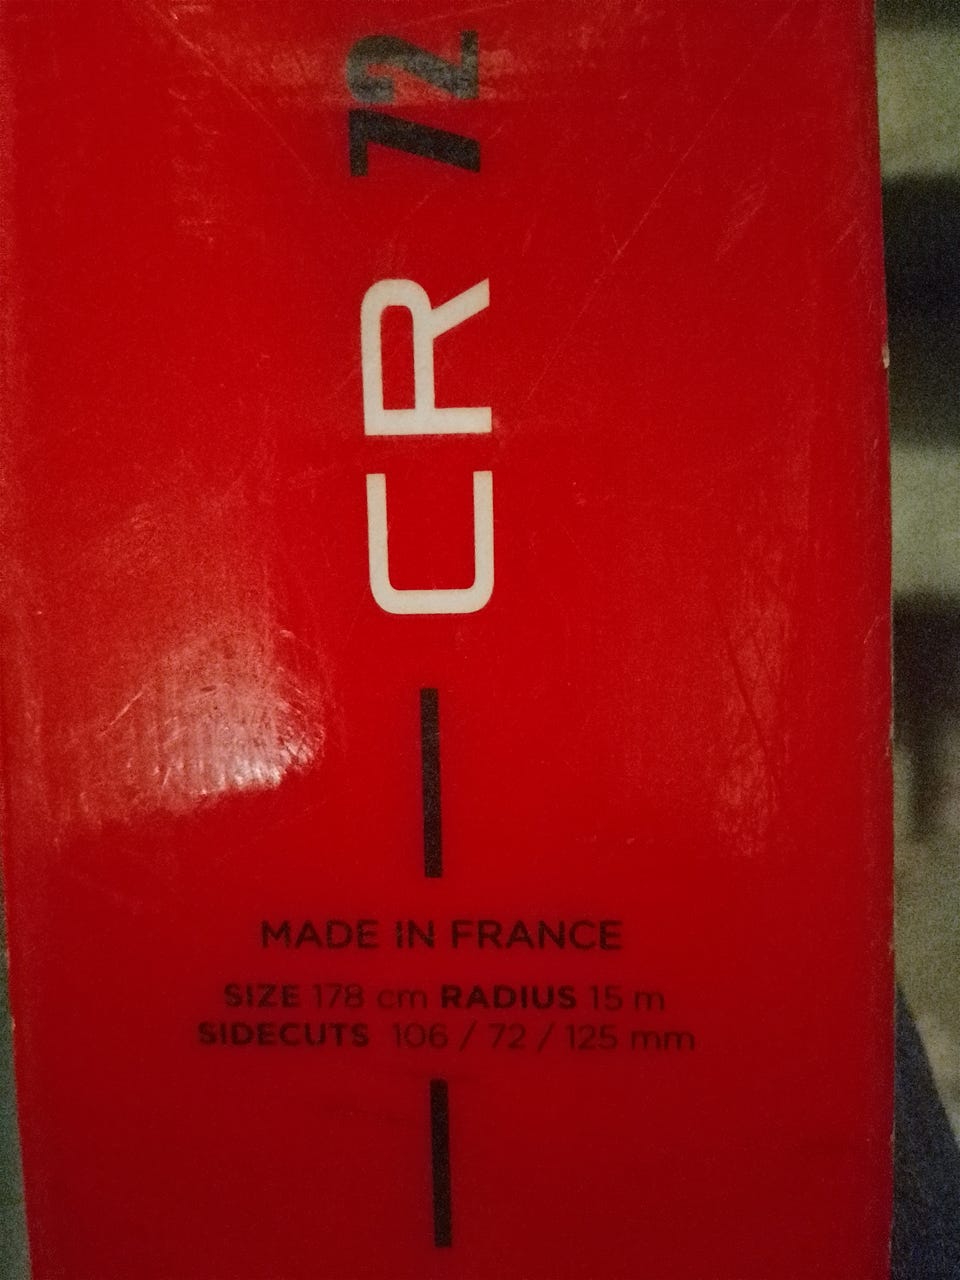 CR 72
MADE IN FRANCE
SIZE 178 cm RADIUS 15 m
SIDECUTS 106 / 72 / 125 mm